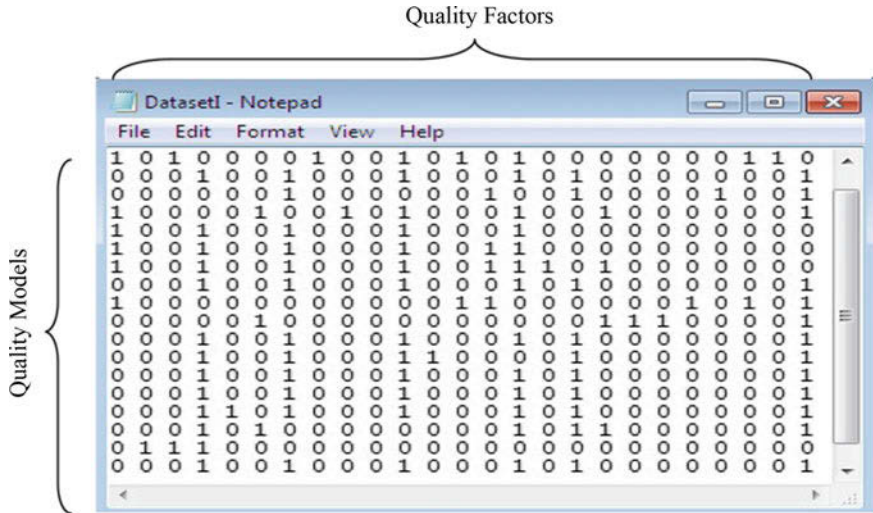 Quality Factors
DatasetI - Notepad
File Edit Format View Help
1 0 1 0 0 0 0 1 0 0 1 0 1 0 1 0 0 0 0 0 0 0 1 1 0
0 0 0 1 0 0 1 0 0 0 1 0 0 0 1 0 1 0 0 0 0 0 0 0 1
0 0 0 0 0 0 1 0 0 0 0 0 0 1 0 0 1 0 0 0 0 1 0 0 1
1 0 0 0 0 1 0 0 1 0 1 0 0 0 1 0 0 1 0 0 0 0 0 0 1
1 0 0 1 0 0 1 0 0 0 1 0 0 0 1 0 0 0 0 0 0 0 0 0 0
1 0 0 1 0 0 1 0 0 0 1 0 0 1 1 0 0 0 0 0 0 0 0 0 0
1 0 0 1 0 0 1 0 0 0 1 0 0 1 1 1 0 1 0 0 0 0 0 0 0
0 0 0 1 0 0 1 0 0 0 1 0 0 0 1 0 1 0 0 0 0 0 0 0 1
1 0 0 0 0 0 0 0 0 0 0 0 1 1 0 0 0 0 0 0 1 0 1 0 1
0 0 0 0 0 1 0 0 0 0 0 0 0 0 0 0 0 1 1 1 0 0 0 0 1
0 0 0 1 0 0 1 0 0 0 1 0 0 0 1 0 1 0 0 0 0 0 0 0 1
0 0 0 1 0 0 1 0 0 0 1 1 0 0 0 0 1 0 0 0 0 0 0 0 1
0 0 0 1 0 0 1 0 0 0 1 0 0 0 1 0 1 0 0 0 0 0 0 0 1
0 0 0 1 0 0 1 0 0 0 1 0 0 0 1 0 1 0 0 0 0 0 0 0 1
0 0 0 1 1 0 1 0 0 0 1 0 0 0 1 0 1 0 0 0 0 0 0 0 1
0 0 0 1 0 1 0 0 0 0 1 0 0 0 1 0 1 1 0 0 0 0 0 0 1
0 1 1 1 0 0 1 0 0 0 1 0 0 0 1 0 1 0 0 0 0 0 0 0 1
0 0 0 1 0 0 1 0 0 0 1 0 0 0 1 0 1 0 0 0 0 0 0 0 1
Quality Models